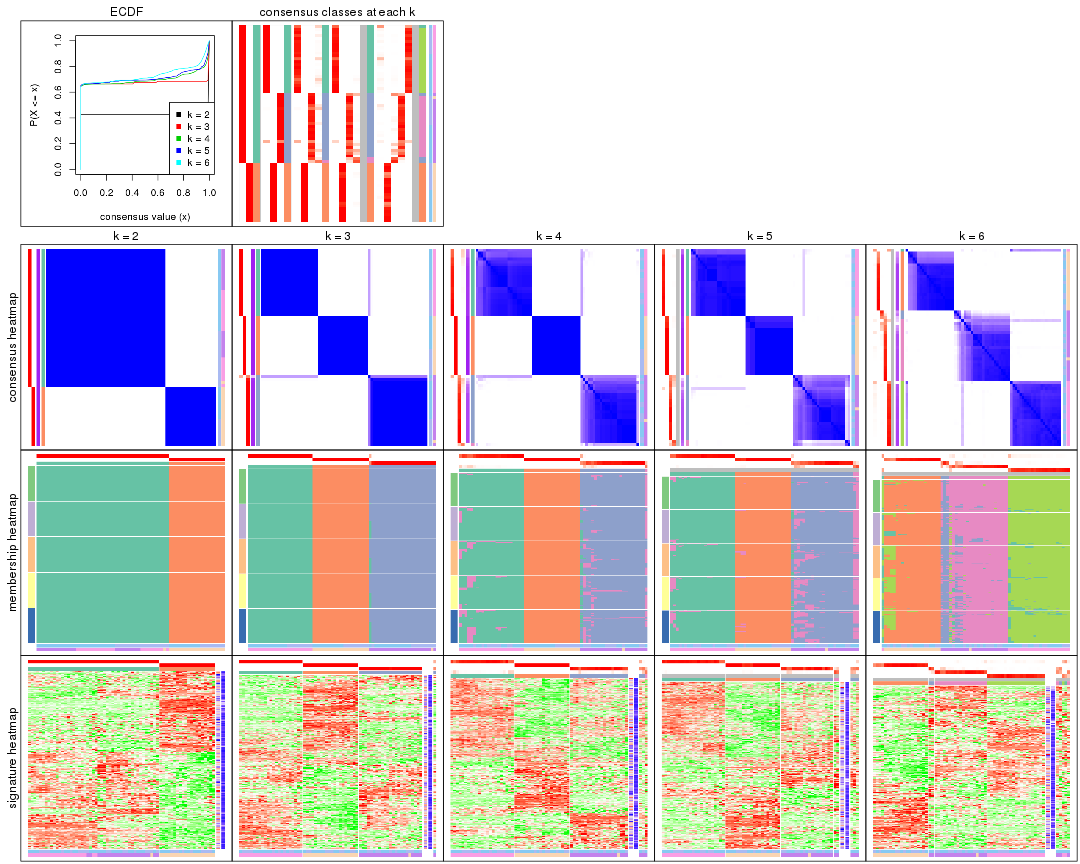 ECDF
consensus classes at each k
P(X <= x)
0.0 0.2 0.4 0.6 0.8 1.0
k = 2
k = 3
k = 4
k = 5
k = 6
0.0 0.2 0.4 0.6 0.8 1.0
consensus value (x)
k = 2
k = 3
k = 4
k = 5
k = 6
consensus heatmap
membership heatmap
signature heatmap